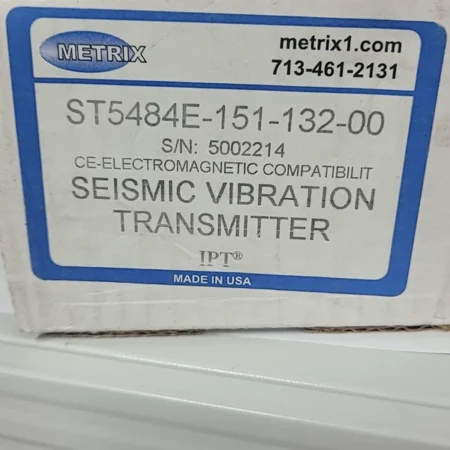 METRIX
metrix1.com
713-461-2131
ST5484E-151-132-00
S/N: 5002214
CE-ELECTROMAGNETIC COMPATIBILIT
SEISMIC VIBRATION
TRANSMITTER
IPT®
MADE IN USA